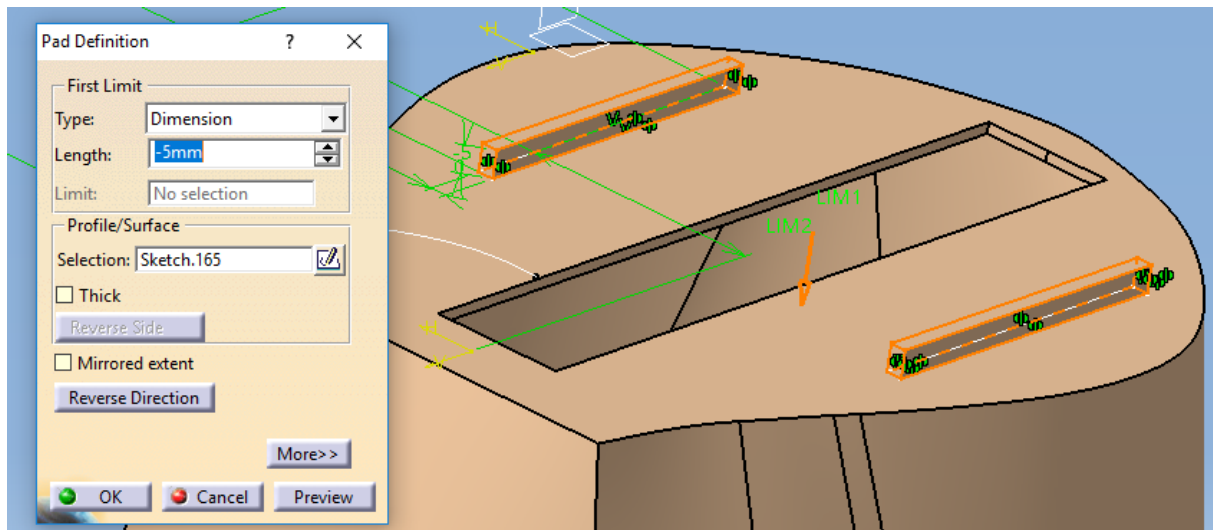 Pad Definition ? ×
First Limit
Type: Dimension
Length: -5mm
Limit: No selection
Profile/Surface
Selection: Sketch.165
Thick
Reverse Side
Mirrored extent
Reverse Direction
More>>
OK Cancel Preview
LIM1
LIM2